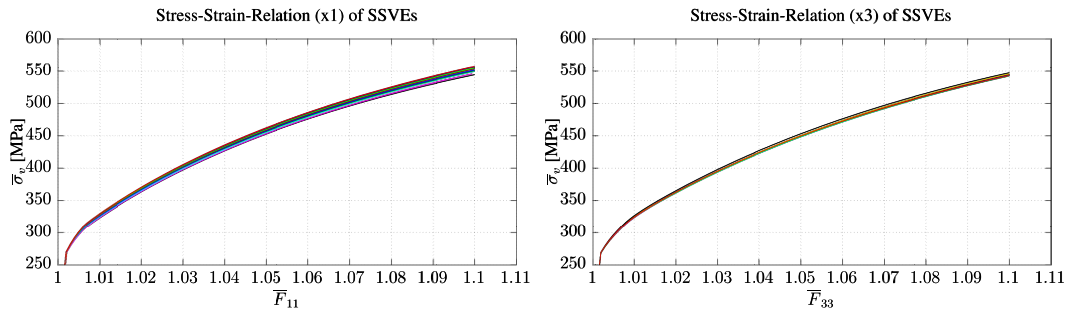 Stress-Strain-Relation (x1) of SSVEs
600
550
500
450
400
350
300
250
σ̅ᵥ [MPa]
1 1.01 1.02 1.03 1.04 1.05 1.06 1.07 1.08 1.09 1.1 1.11
F̅₁₁
Stress-Strain-Relation (x3) of SSVEs
600
550
500
450
400
350
300
250
σ̅ᵥ [MPa]
1 1.01 1.02 1.03 1.04 1.05 1.06 1.07 1.08 1.09 1.1 1.11
F̅₃₃